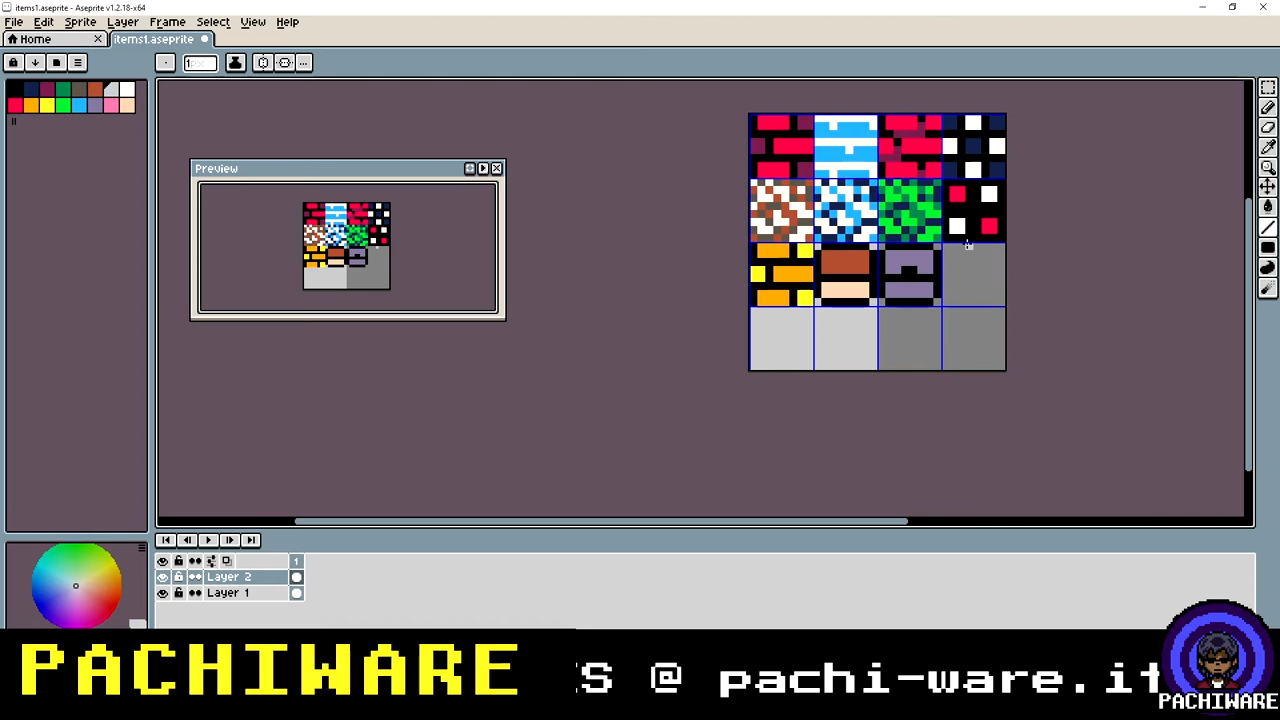 items1.aseprite - Aseprite v1.2.18-x64
File Edit Sprite Layer Frame Select View Help
Home
items1.aseprite
Preview
1
Layer 2
Layer 1
PACHIWARE
S @ pachi-ware.it
PACHIWARE